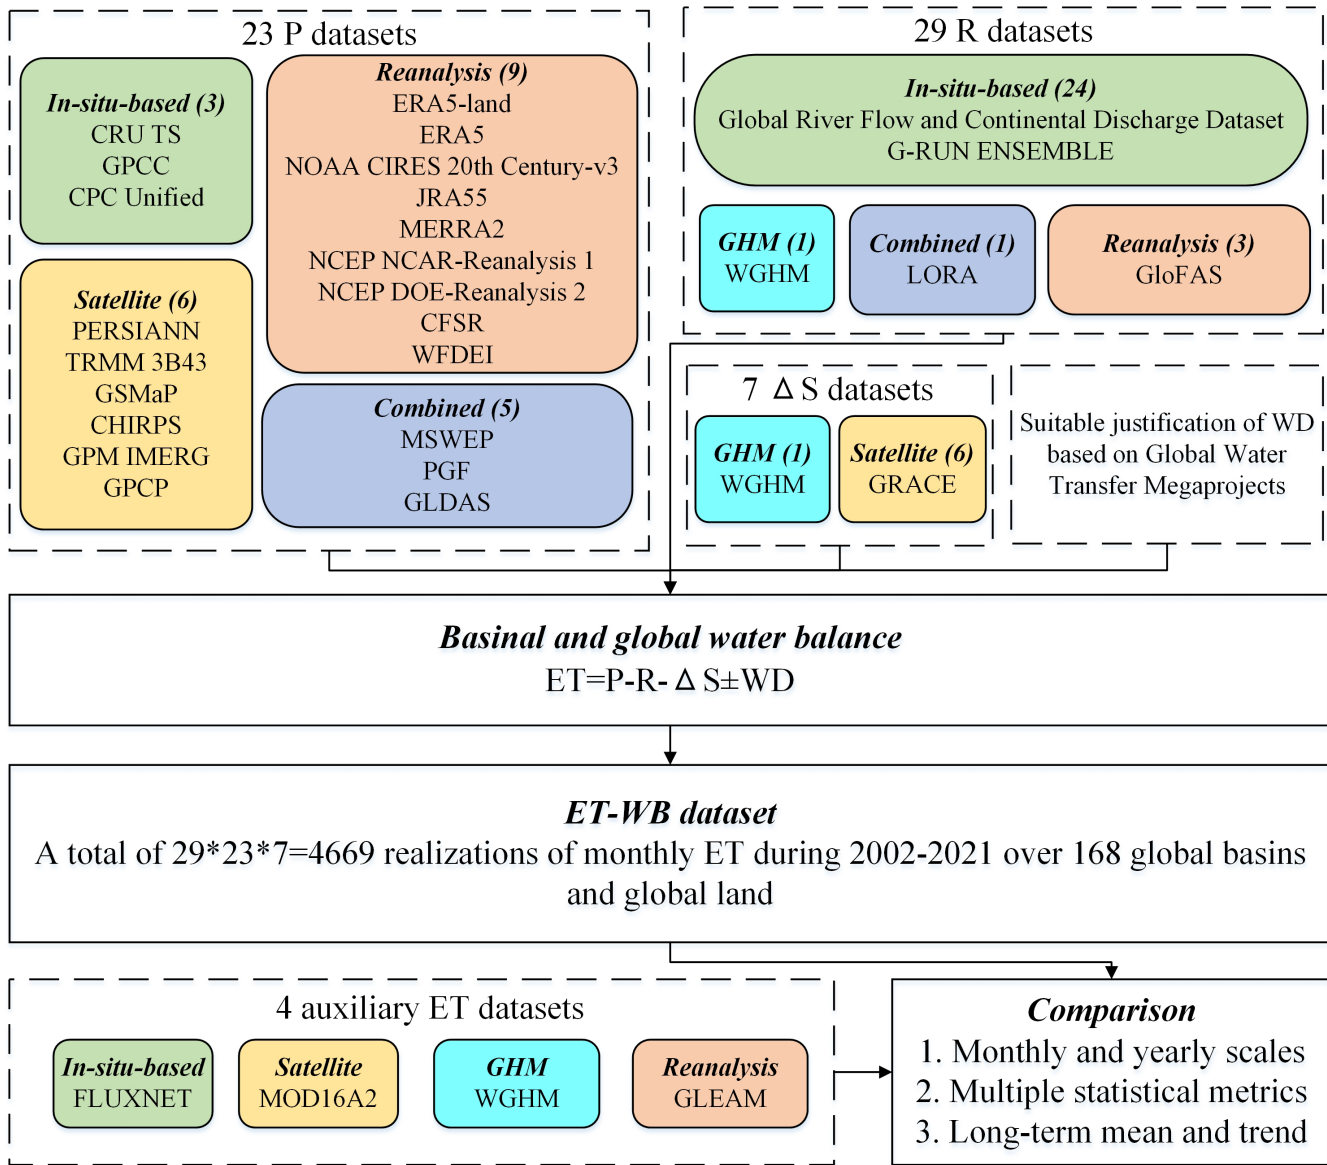 23 P datasets
In-situ-based (3)
CRU TS
GPCC
CPC Unified
Satellite (6)
PERSIANN
TRMM 3B43
GSMaP
CHIRPS
GPM IMERG
GPCP
Reanalysis (9)
ERA5-land
ERA5
NOAA CIRES 20th Century-v3
JRA55
MERRA2
NCEP NCAR-Reanalysis 1
NCEP DOE-Reanalysis 2
CFSR
WFDEI
Combined (5)
MSWEP
PGF
GLDAS
29 R datasets
In-situ-based (24)
Global River Flow and Continental Discharge Dataset
G-RUN ENSEMBLE
GHM (1)
WGHM
Combined (1)
LORA
Reanalysis (3)
GloFAS
7 Δ S datasets
GHM (1)
WGHM
Satellite (6)
GRACE
Suitable justification of WD
based on Global Water
Transfer Megaprojects
Basinal and global water balance
ET=P-R- Δ S±WD
ET-WB dataset
A total of 29*23*7=4669 realizations of monthly ET during 2002-2021 over 168 global basins
and global land
4 auxiliary ET datasets
In-situ-based
FLUXNET
Satellite
MOD16A2
GHM
WGHM
Reanalysis
GLEAM
Comparison
1. Monthly and yearly scales
2. Multiple statistical metrics
3. Long-term mean and trend